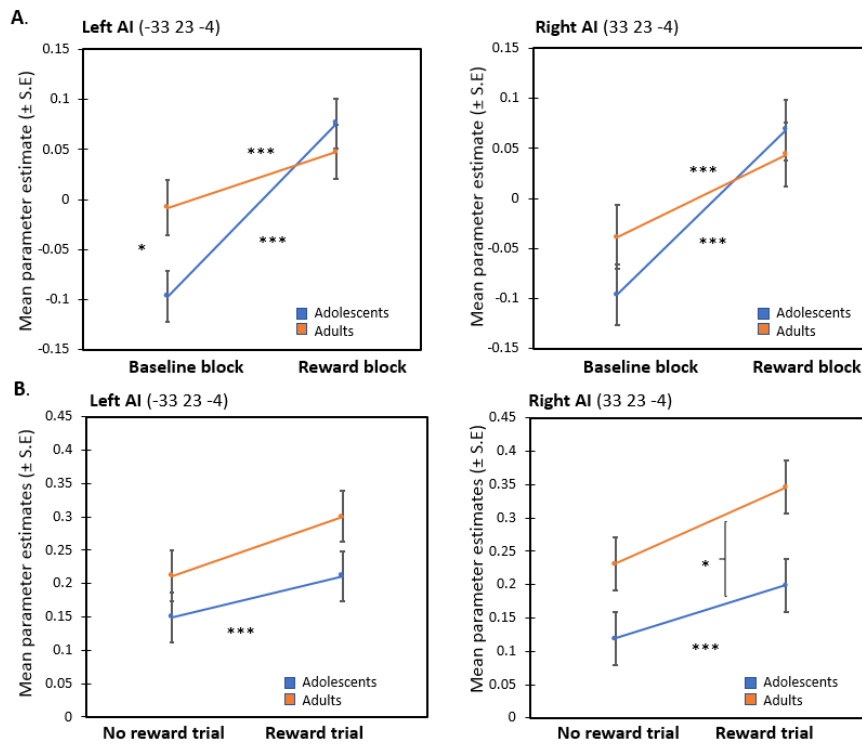 A.
Left AI (-33 23 -4)
Mean parameter estimate (± S.E)
0.15
0.1
0.05
0
-0.05
-0.1
-0.15
***
***
*
Adolescents
Adults
Baseline block Reward block
Right AI (33 23 -4)
Mean parameter estimate (± S.E)
0.15
0.1
0.05
0
-0.05
-0.1
-0.15
***
***
Adolescents
Adults
Baseline block Reward block
B.
Left AI (-33 23 -4)
Mean parameter estimates (± S.E)
0.45
0.4
0.35
0.3
0.25
0.2
0.15
0.1
0.05
0
***
Adolescents
Adults
No reward trial Reward trial
Right AI (33 23 -4)
Mean parameter estimates (± S.E)
0.45
0.4
0.35
0.3
0.25
0.2
0.15
0.1
0.05
0
*
***
Adolescents
Adults
No reward trial Reward trial